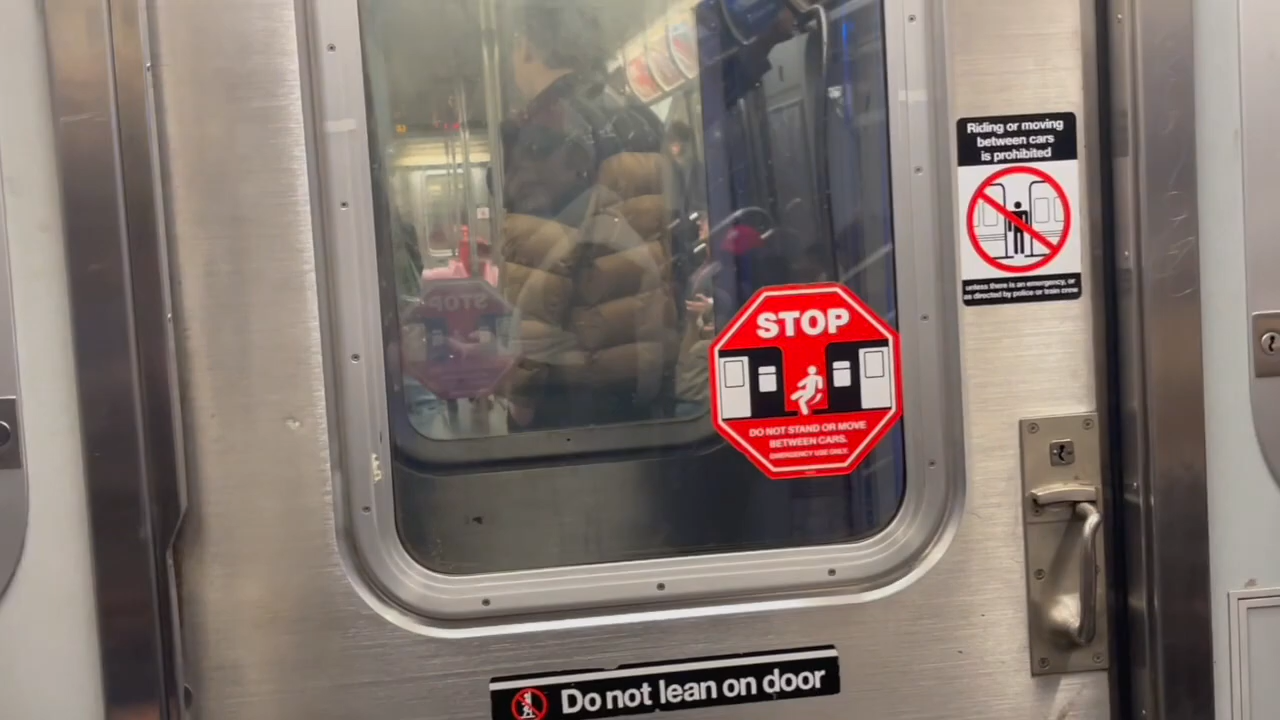 Riding or moving
between cars
is prohibited
unless there is an emergency, or
as directed by police or train crew
STOP
DO NOT STAND OR MOVE
BETWEEN CARS.
EMERGENCY USE ONLY.
STOP
Do not lean on door